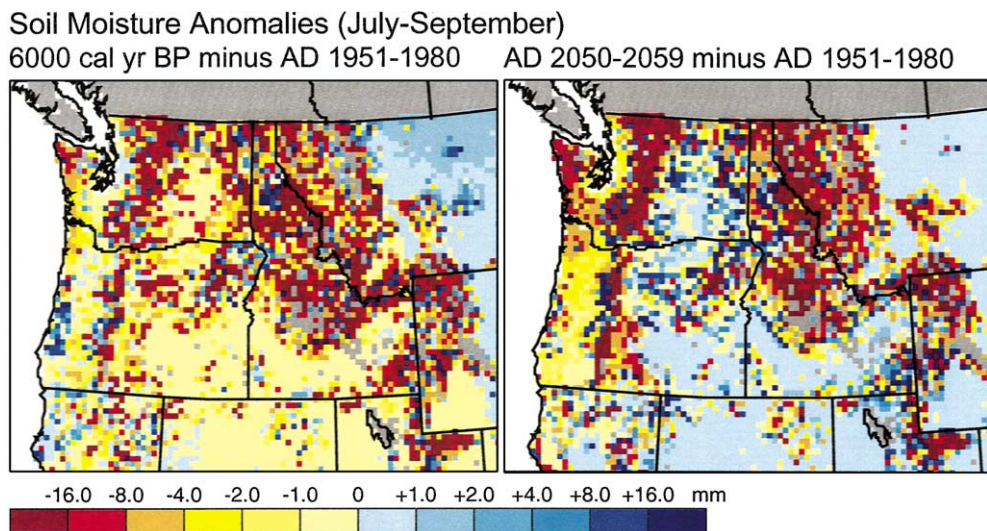 Soil Moisture Anomalies (July-September)
6000 cal yr BP minus AD 1951-1980 AD 2050-2059 minus AD 1951-1980
-16.0 -8.0 -4.0 -2.0 -1.0 0 +1.0 +2.0 +4.0 +8.0 +16.0 mm